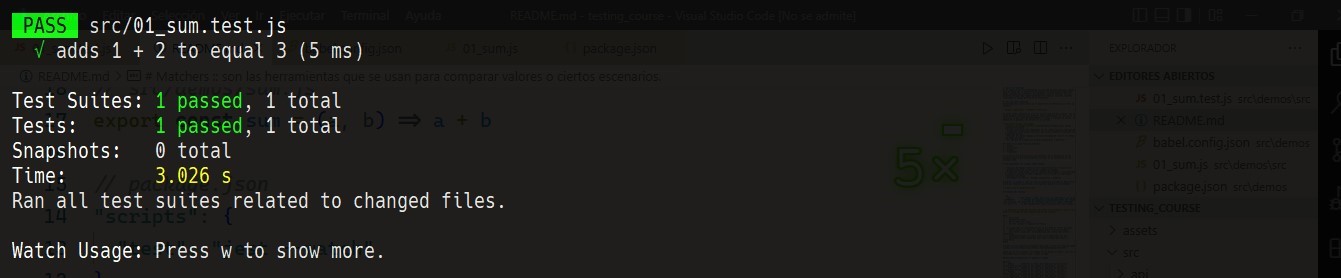 PASS src/01_sum.test.js
√ adds 1 + 2 to equal 3 (5 ms)
Test Suites: 1 passed, 1 total
Tests: 1 passed, 1 total
Snapshots: 0 total
Time: 3.026 s
Ran all test suites related to changed files.
Watch Usage: Press w to show more.
Ejecutar Terminal Ayuda
README.md - testing_course - Visual Studio Code [No se admite]
01_sum.js
package.json
README.md > # Matchers :: son las herramientas que se usan para comparar valores o ciertos escenarios.
17 export const sum = (a, b) => a + b
// package.json
14 "scripts": {
5×
EXPLORADOR
EDITORES ABIERTOS
JS 01_sum.test.js src\demos\src
README.md
babel.config.json src\demos
JS 01_sum.js src\demos\src
package.json src\demos
TESTING_COURSE
assets
src